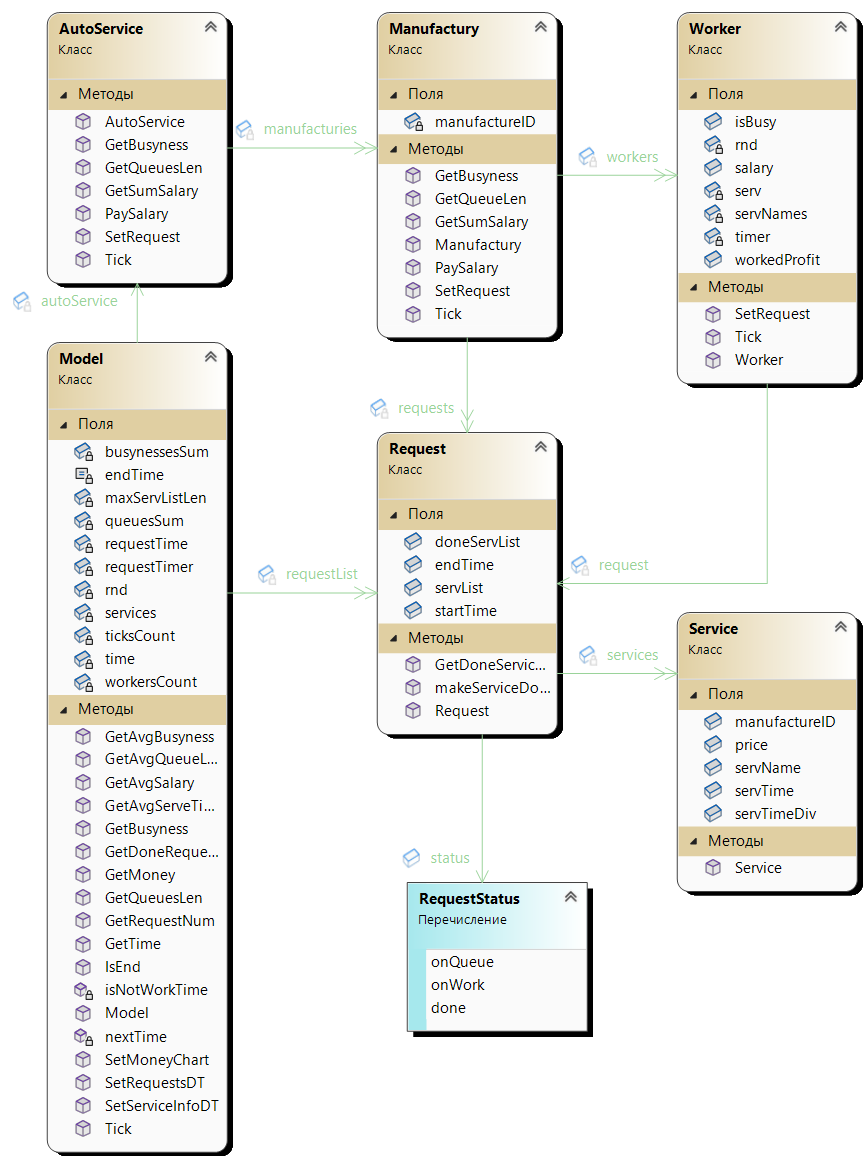 AutoService
Класс
Методы
AutoService
GetBusyness
GetQueuesLen
GetSumSalary
PaySalary
SetRequest
Tick
manufacturies
Manufactury
Класс
Поля
manufactureID
Методы
GetBusyness
GetQueueLen
GetSumSalary
Manufactury
PaySalary
SetRequest
Tick
workers
Worker
Класс
Поля
isBusy
rnd
salary
serv
servNames
timer
workedProfit
Методы
SetRequest
Tick
Worker
autoService
Model
Класс
Поля
busynessesSum
endTime
maxServListLen
queuesSum
requestTime
requestTimer
rnd
services
ticksCount
time
workersCount
Методы
GetAvgBusyness
GetAvgQueueL...
GetAvgSalary
GetAvgServeTi...
GetBusyness
GetDoneReque...
GetMoney
GetQueuesLen
GetRequestNum
GetTime
IsEnd
isNotWorkTime
Model
nextTime
SetMoneyChart
SetRequestsDT
SetServiceInfoDT
Tick
requests
requestList
Request
Класс
Поля
doneServList
endTime
servList
startTime
Методы
GetDoneServic...
makeServiceDo...
Request
request
services
Service
Класс
Поля
manufactureID
price
servName
servTime
servTimeDiv
Методы
Service
status
RequestStatus
Перечисление
onQueue
onWork
done